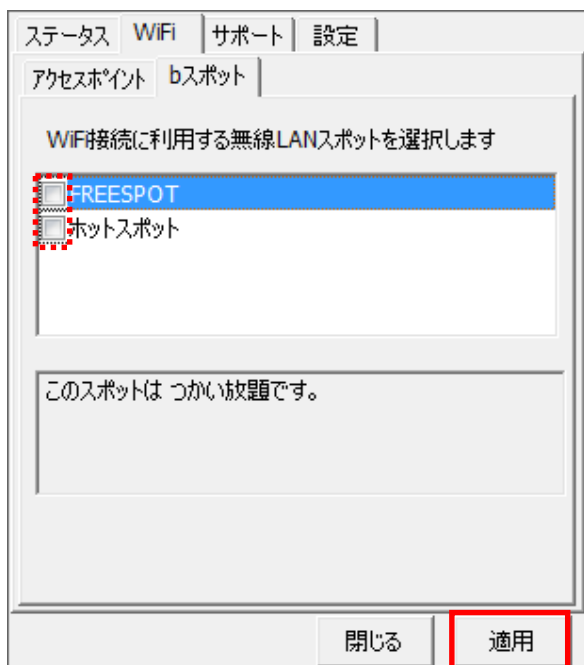 ステータス WiFi サポート 設定
アクセスポイント bスポット
WiFi接続に利用する無線LANスポットを選択します
FREESPOT
ホットスポット
このスポットは つかい放題です。
閉じる 適用